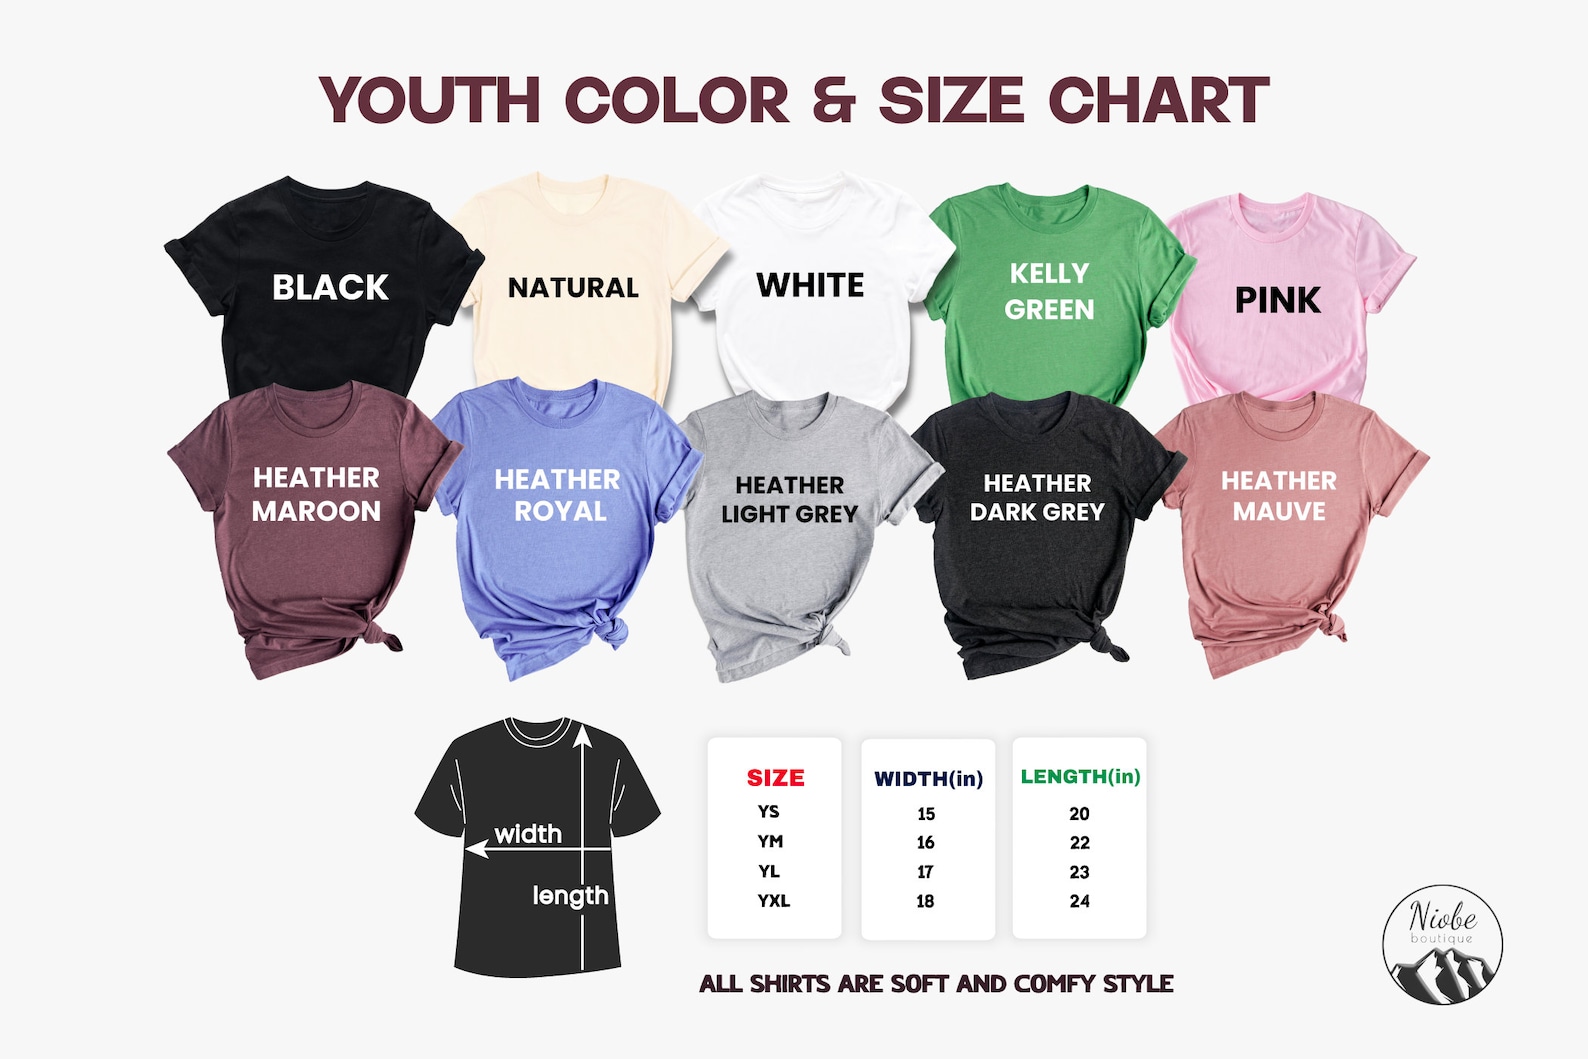 YOUTH COLOR & SIZE CHART
BLACK
NATURAL
WHITE
KELLY
GREEN
PINK
HEATHER
MAROON
HEATHER
ROYAL
HEATHER
LIGHT GREY
HEATHER
DARK GREY
HEATHER
MAUVE
width
length
SIZE WIDTH(in) LENGTH(in)
YS 15 20
YM 16 22
YL 17 23
YXL 18 24
ALL SHIRTS ARE SOFT AND COMFY STYLE
Niobe
boutique